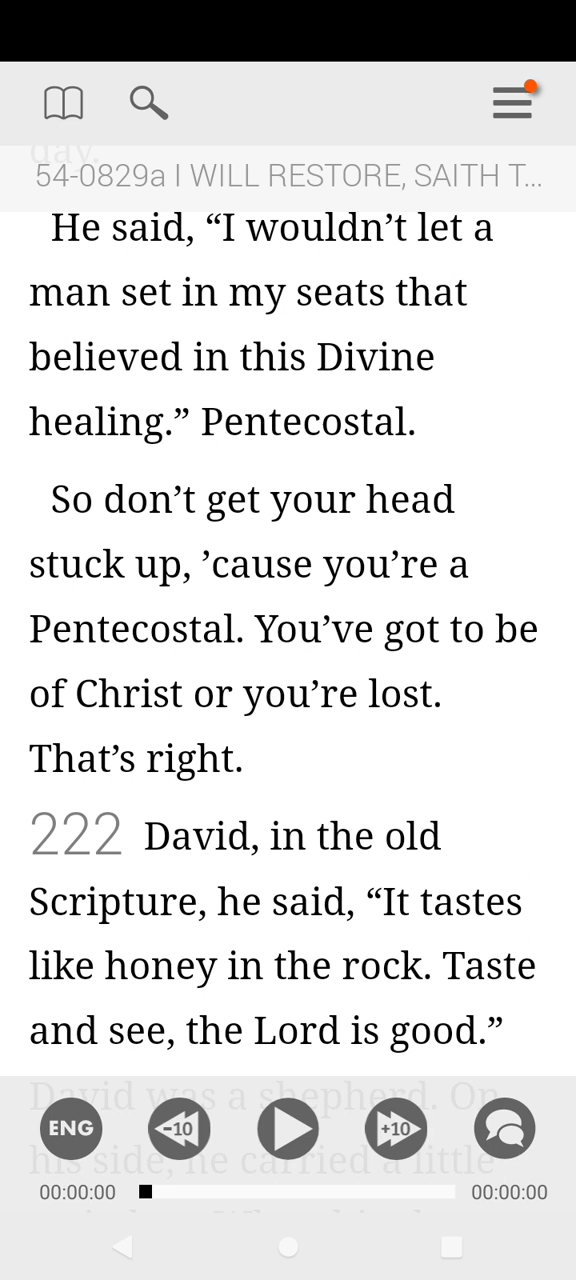 day.
54-0829a I WILL RESTORE, SAITH T...
He said, “I wouldn’t let a
man set in my seats that
believed in this Divine
healing.” Pentecostal.
So don’t get your head
stuck up, ’cause you’re a
Pentecostal. You’ve got to be
of Christ or you’re lost.
That’s right.
222 David, in the old
Scripture, he said, “It tastes
like honey in the rock. Taste
and see, the Lord is good.”
David was a shepherd. On
his side, he carried a little
ENG -10 +10
00:00:00 00:00:00